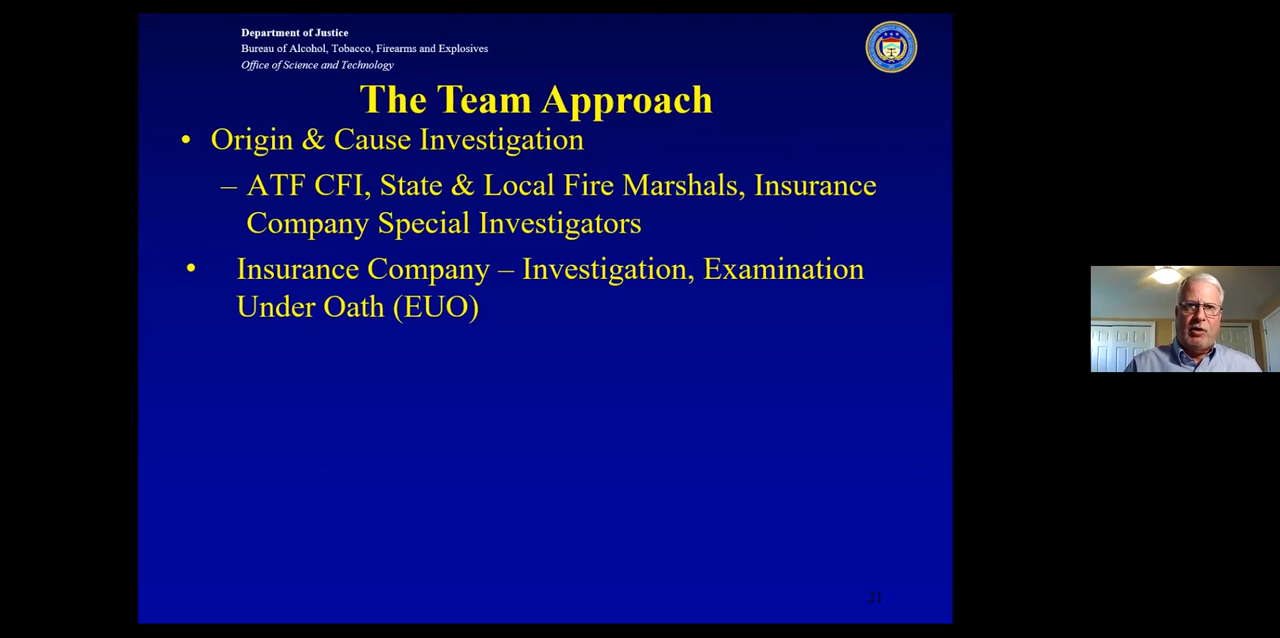 Department of Justice
Bureau of Alcohol, Tobacco, Firearms and Explosives
Office of Science and Technology
The Team Approach
• Origin & Cause Investigation
– ATF CFI, State & Local Fire Marshals, Insurance
Company Special Investigators
• Insurance Company – Investigation, Examination
Under Oath (EUO)
21